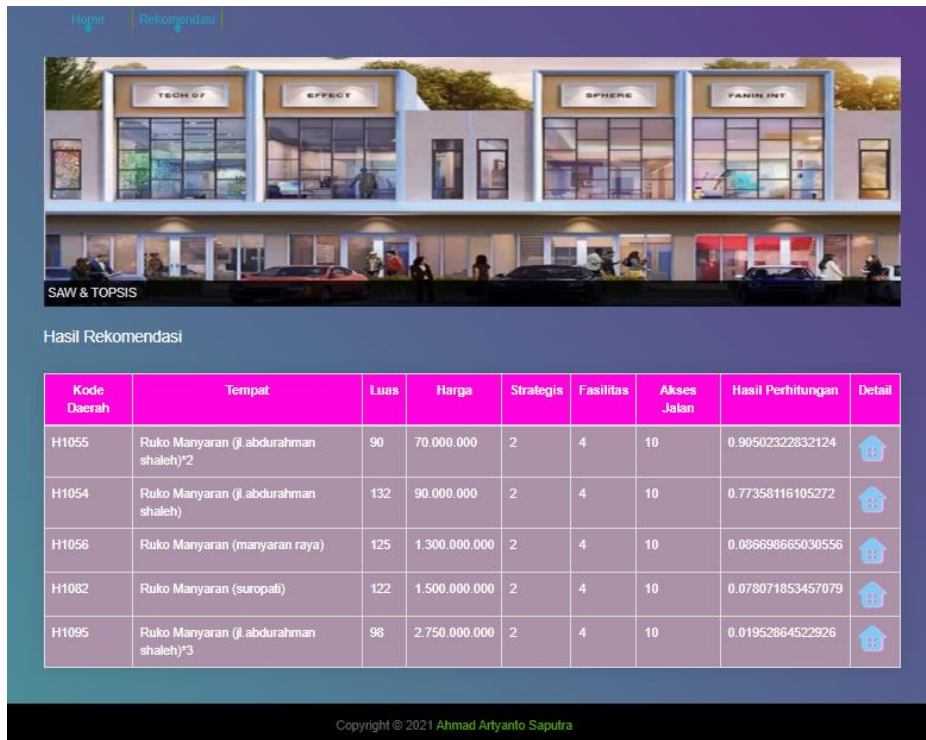 Home Rekomendasi
TECH 07 EFFECT SPHERE FANIN INT
SAW & TOPSIS
Hasil Rekomendasi
Kode Daerah Tempat Luas Harga Strategis Fasilitas Akses Jalan Hasil Perhitungan Detail
H1055 Ruko Manyaran (jl.abdurahman shaleh)*2 90 70.000.000 2 4 10 0.90502322832124
H1054 Ruko Manyaran (jl.abdurahman shaleh) 132 90.000.000 2 4 10 0.77358116105272
H1056 Ruko Manyaran (manyaran raya) 125 1.300.000.000 2 4 10 0.086698665030556
H1082 Ruko Manyaran (suropati) 122 1.500.000.000 2 4 10 0.078071853457079
H1095 Ruko Manyaran (jl.abdurahman shaleh)*3 98 2.750.000.000 2 4 10 0.01952864522926
Copyright © 2021 Ahmad Artyanto Saputra